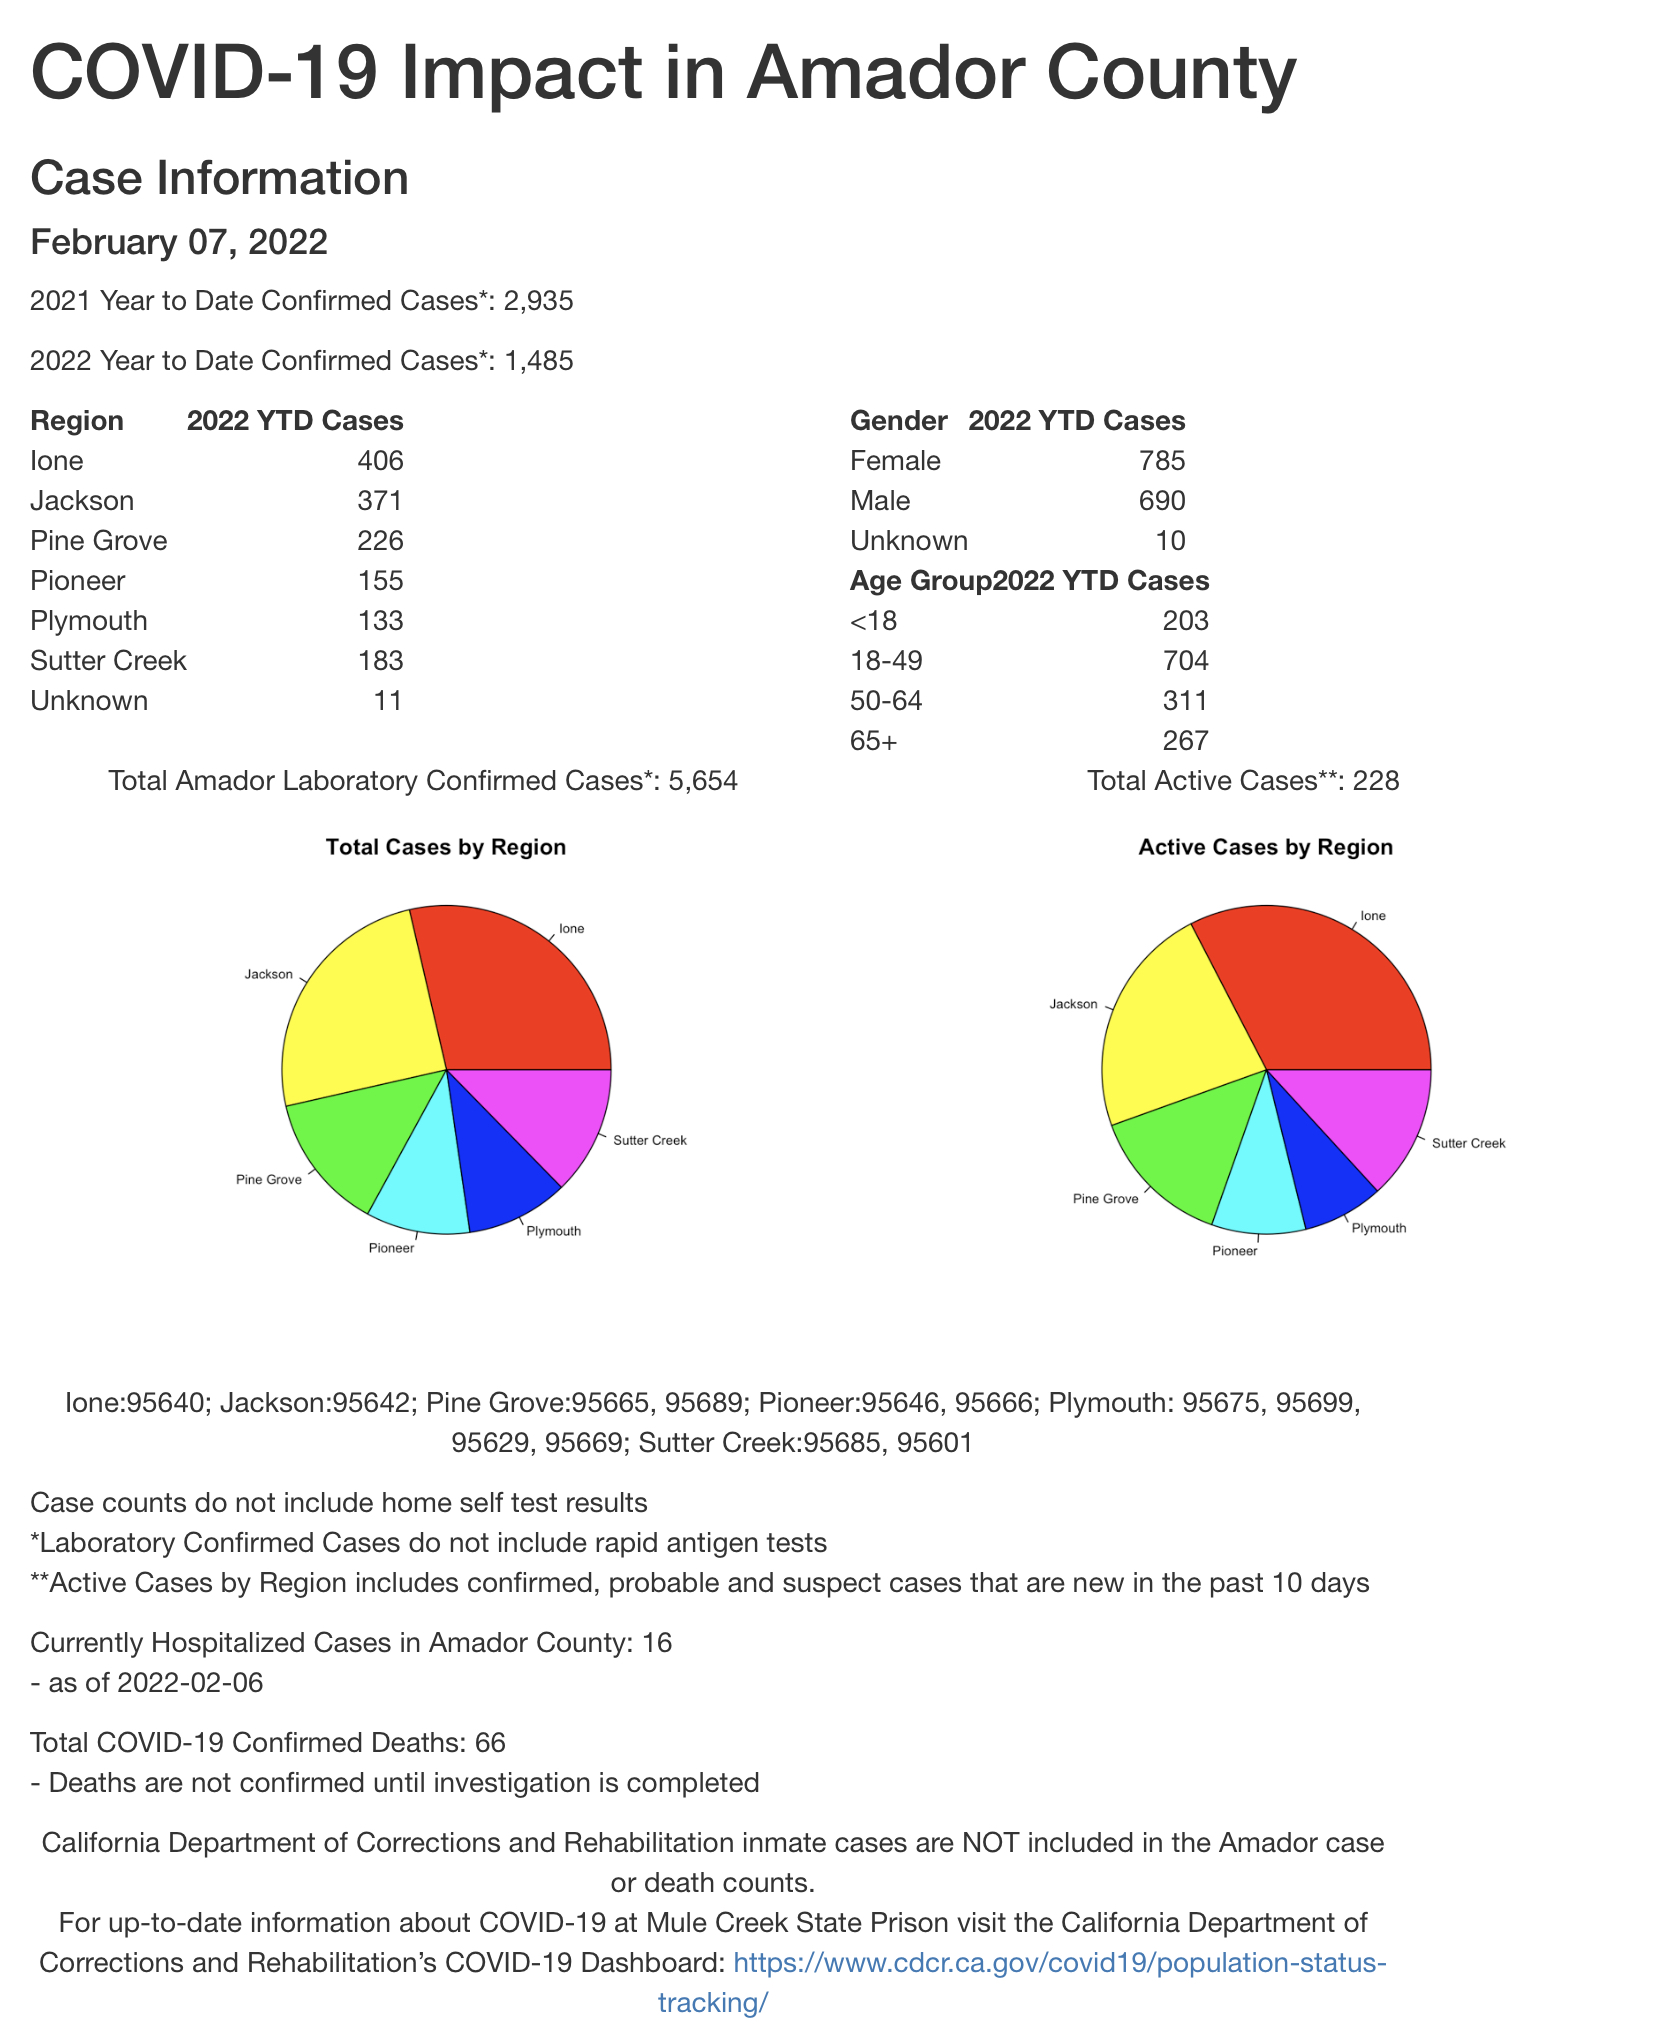 COVID-19 Impact in Amador County
Case Information
February 07, 2022
2021 Year to Date Confirmed Cases*: 2,935
2022 Year to Date Confirmed Cases*: 1,485
Region 2022 YTD Cases
Ione 406
Jackson 371
Pine Grove 226
Pioneer 155
Plymouth 133
Sutter Creek 183
Unknown 11
Gender 2022 YTD Cases
Female 785
Male 690
Unknown 10
Age Group2022 YTD Cases
<18 203
18-49 704
50-64 311
65+ 267
Total Amador Laboratory Confirmed Cases*: 5,654
Total Active Cases**: 228
Total Cases by Region
Ione
Jackson
Pine Grove
Pioneer
Plymouth
Sutter Creek
Active Cases by Region
Ione
Jackson
Pine Grove
Pioneer
Plymouth
Sutter Creek
Ione:95640; Jackson:95642; Pine Grove:95665, 95689; Pioneer:95646, 95666; Plymouth: 95675, 95699,
95629, 95669; Sutter Creek:95685, 95601
Case counts do not include home self test results
*Laboratory Confirmed Cases do not include rapid antigen tests
**Active Cases by Region includes confirmed, probable and suspect cases that are new in the past 10 days
Currently Hospitalized Cases in Amador County: 16
- as of 2022-02-06
Total COVID-19 Confirmed Deaths: 66
- Deaths are not confirmed until investigation is completed
California Department of Corrections and Rehabilitation inmate cases are NOT included in the Amador case
or death counts.
For up-to-date information about COVID-19 at Mule Creek State Prison visit the California Department of
Corrections and Rehabilitation’s COVID-19 Dashboard: https://www.cdcr.ca.gov/covid19/population-status-
tracking/